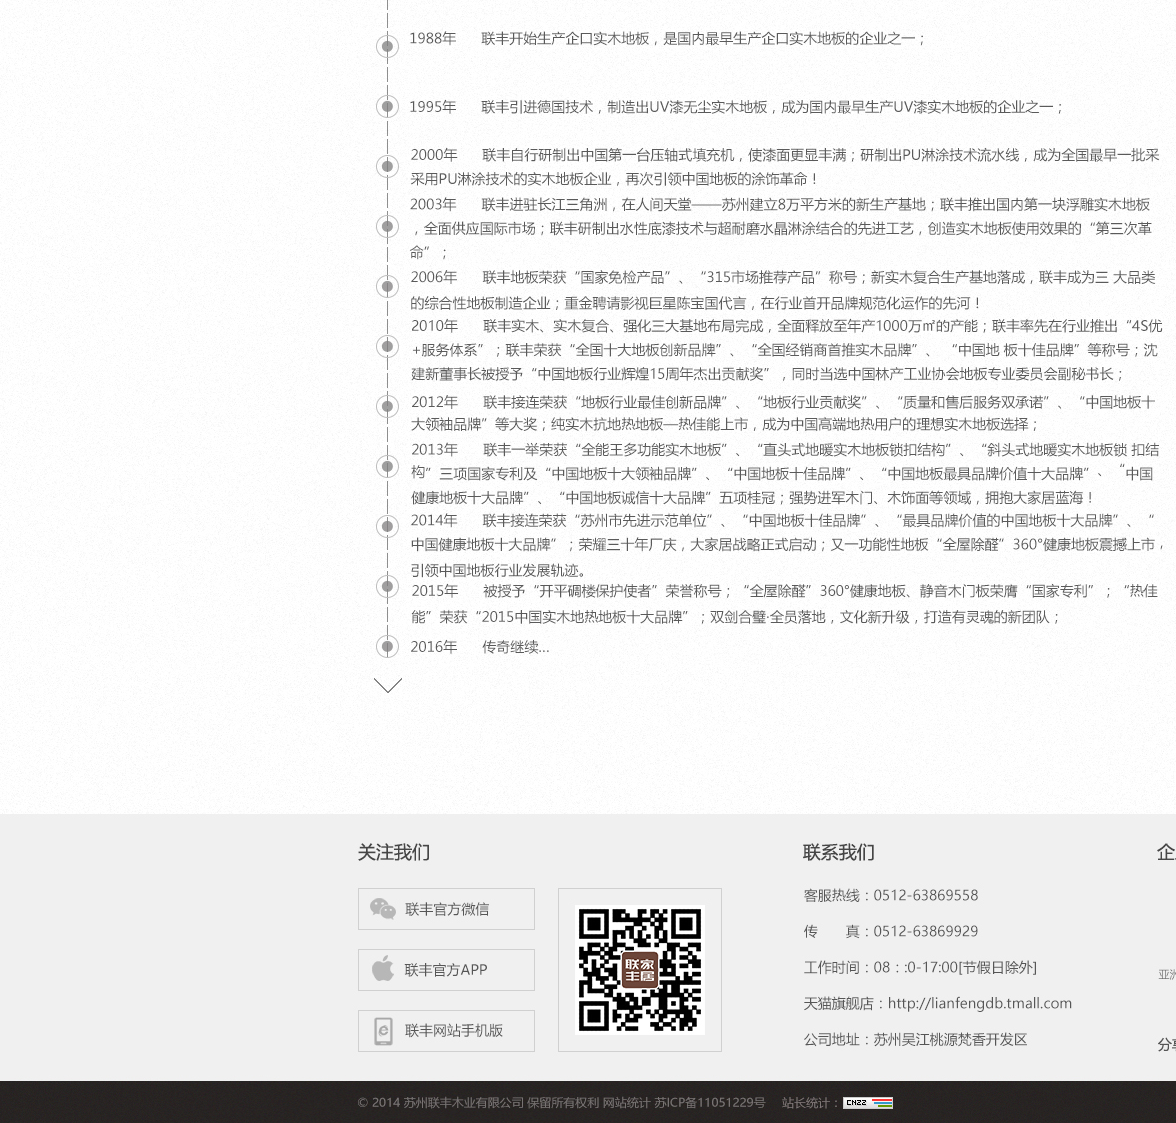 1988年 联丰开始生产企口实木地板，是国内最早生产企口实木地板的企业之一；
1995年 联丰引进德国技术，制造出UV漆无尘实木地板，成为国内最早生产UV漆实木地板的企业之一；
2000年 联丰自行研制出中国第一台压轴式填充机，使漆面更显丰满；研制出PU淋涂技术流水线，成为全国最早一批采
采用PU淋涂技术的实木地板企业，再次引领中国地板的涂饰革命！
2003年 联丰进驻长江三角洲，在人间天堂——苏州建立8万平方米的新生产基地；联丰推出国内第一块浮雕实木地板
，全面供应国际市场；联丰研制出水性底漆技术与超耐磨水晶淋涂结合的先进工艺，创造实木地板使用效果的“第三次革
命”；
2006年 联丰地板荣获“国家免检产品”、“315市场推荐产品”称号；新实木复合生产基地落成，联丰成为三 大品类
的综合性地板制造企业；重金聘请影视巨星陈宝国代言，在行业首开品牌规范化运作的先河！
2010年 联丰实木、实木复合、强化三大基地布局完成，全面释放至年产1000万㎡的产能；联丰率先在行业推出“4S优
+服务体系”；联丰荣获“全国十大地板创新品牌”、“全国经销商首推实木品牌”、 “中国地 板十佳品牌”等称号；沈
建新董事长被授予“中国地板行业辉煌15周年杰出贡献奖”，同时当选中国林产工业协会地板专业委员会副秘书长；
2012年 联丰接连荣获“地板行业最佳创新品牌”、“地板行业贡献奖”、“质量和售后服务双承诺”、“中国地板十
大领袖品牌”等大奖；纯实木抗地热地板—热佳能上市，成为中国高端地热用户的理想实木地板选择；
2013年 联丰一举荣获“全能王多功能实木地板”、“直头式地暖实木地板锁扣结构”、“斜头式地暖实木地板锁 扣结
构”三项国家专利及“中国地板十大领袖品牌”、“中国地板十佳品牌”、“中国地板最具品牌价值十大品牌”、“中国
健康地板十大品牌”、“中国地板诚信十大品牌”五项桂冠；强势进军木门、木饰面等领域，拥抱大家居蓝海！
2014年 联丰接连荣获“苏州市先进示范单位”、“中国地板十佳品牌”、“最具品牌价值的中国地板十大品牌”、“
中国健康地板十大品牌”；荣耀三十年厂庆，大家居战略正式启动；又一功能性地板“全屋除醛”360°健康地板震撼上市，
引领中国地板行业发展轨迹。
2015年 被授予“开平碉楼保护使者”荣誉称号；“全屋除醛”360°健康地板、静音木门板荣膺“国家专利”；“热佳
能”荣获“2015中国实木地热地板十大品牌”；双剑合璧·全员落地，文化新升级，打造有灵魂的新团队；
2016年 传奇继续...
关注我们
联丰官方微信
联丰官方APP
联丰网站手机版
联家
丰居
联系我们
客服热线：0512-63869558
传 真：0512-63869929
工作时间：08：:0-17:00[节假日除外]
天猫旗舰店：http://lianfengdb.tmall.com
公司地址：苏州吴江桃源梵香开发区
企
亚洲
分享
© 2014 苏州联丰木业有限公司 保留所有权利 网站统计 苏ICP备11051229号 站长统计：CNZZ